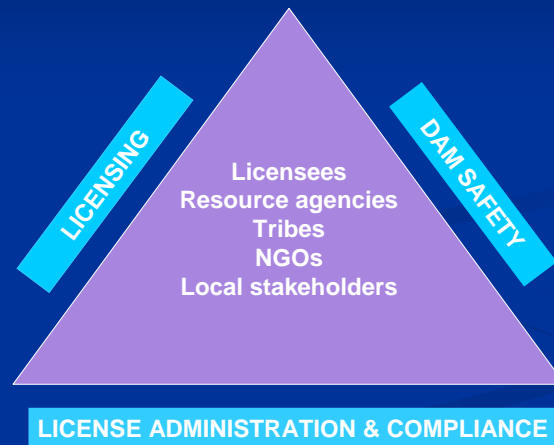 LICENSING
DAM SAFETY
Licensees
Resource agencies
Tribes
NGOs
Local stakeholders
LICENSE ADMINISTRATION & COMPLIANCE